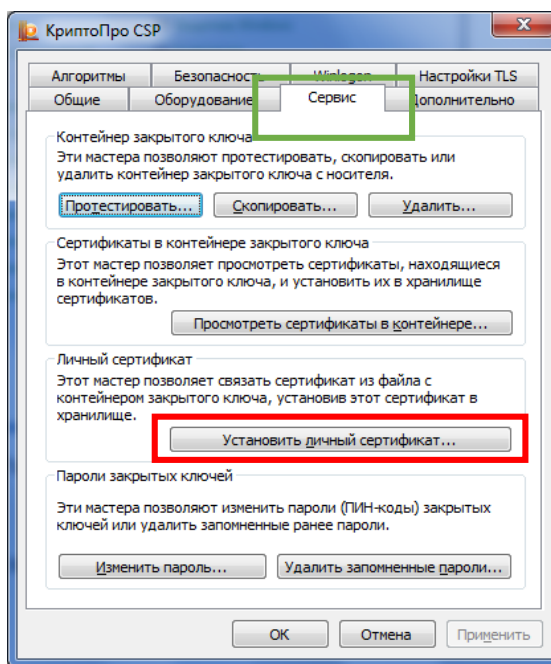 КриптоПро CSP
Алгоритмы Безопасность Winlogon Настройки TLS
Общие Оборудование Сервис Дополнительно
Контейнер закрытого ключа
Эти мастера позволяют протестировать, скопировать или
удалить контейнер закрытого ключа с носителя.
Протестировать... Скопировать... Удалить...
Сертификаты в контейнере закрытого ключа
Этот мастер позволяет просмотреть сертификаты, находящиеся
в контейнере закрытого ключа, и установить их в хранилище
сертификатов.
Просмотреть сертификаты в контейнере...
Личный сертификат
Этот мастер позволяет связать сертификат из файла с
контейнером закрытого ключа, установив этот сертификат в
хранилище.
Установить личный сертификат...
Пароли закрытых ключей
Эти мастера позволяют изменить пароли (ПИН-коды) закрытых
ключей или удалить запомненные ранее пароли.
Изменить пароль... Удалить запомненные пароли...
ОК Отмена Применить